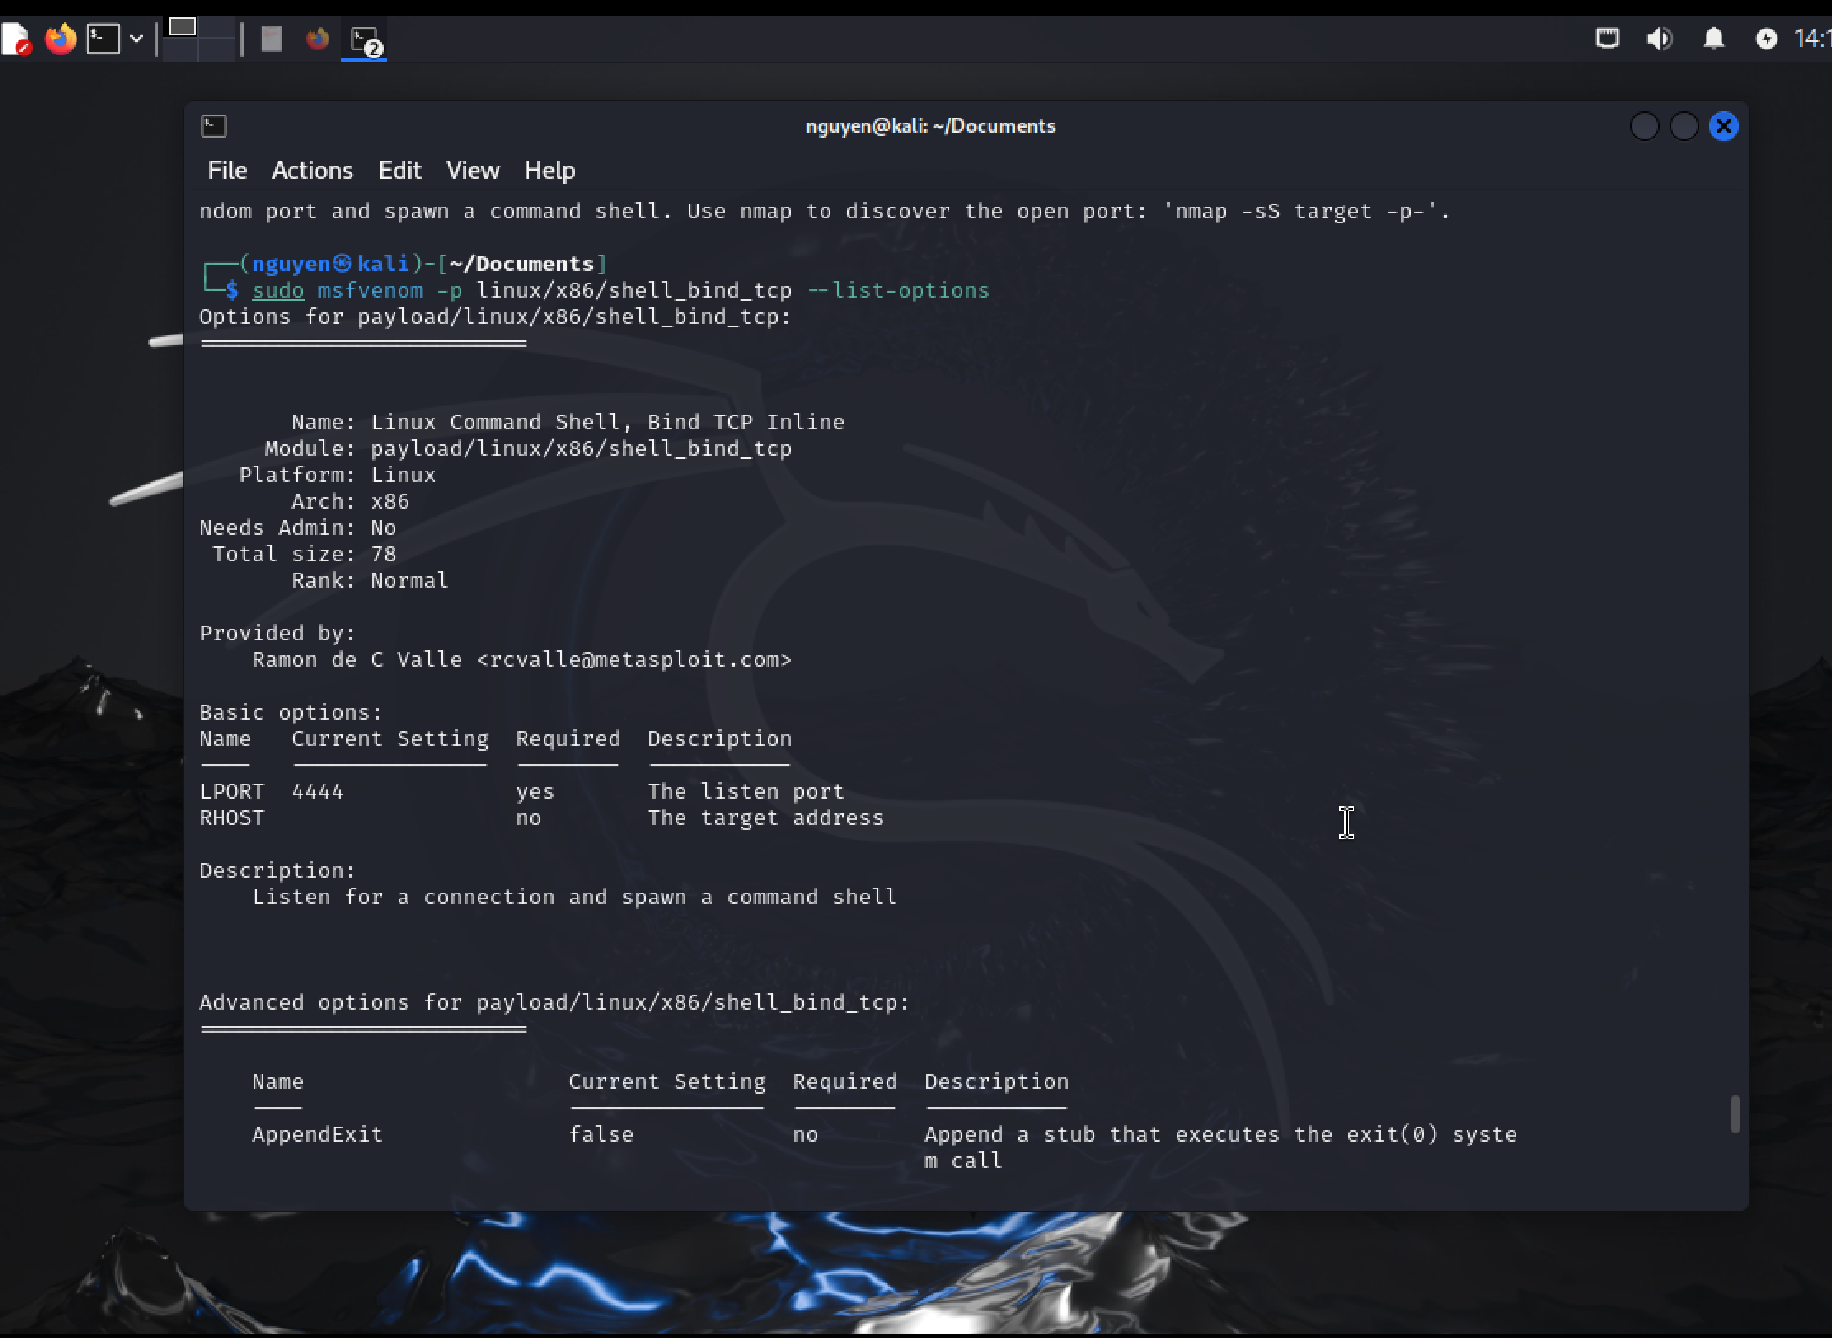 2
14:1
nguyen@kali: ~/Documents
File Actions Edit View Help
ndom port and spawn a command shell. Use nmap to discover the open port: 'nmap -sS target -p-'.
┌──(nguyen㉿kali)-[~/Documents]
└─$ sudo msfvenom -p linux/x86/shell_bind_tcp --list-options
Options for payload/linux/x86/shell_bind_tcp:
=========================
Name: Linux Command Shell, Bind TCP Inline
Module: payload/linux/x86/shell_bind_tcp
Platform: Linux
Arch: x86
Needs Admin: No
Total size: 78
Rank: Normal
Provided by:
Ramon de C Valle <rcvalle@metasploit.com>
Basic options:
Name Current Setting Required Description
---- --------------- -------- -----------
LPORT 4444 yes The listen port
RHOST no The target address
Description:
Listen for a connection and spawn a command shell
Advanced options for payload/linux/x86/shell_bind_tcp:
=========================
Name Current Setting Required Description
---- --------------- -------- -----------
AppendExit false no Append a stub that executes the exit(0) syste
m call